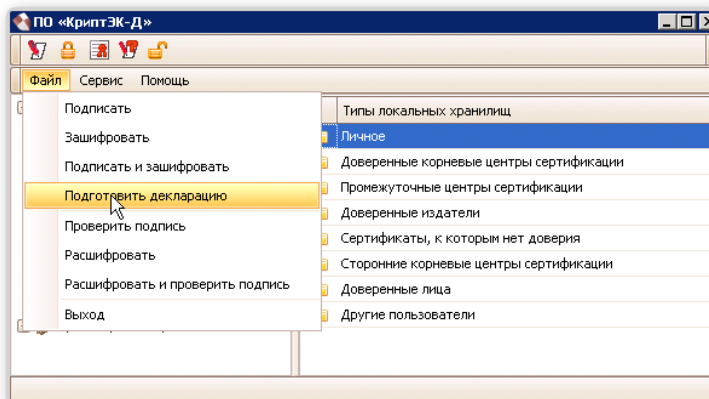 ПО «КриптЭК-Д»
Файл Сервис Помощь
Подписать
Зашифровать
Подписать и зашифровать
Подготовить декларацию
Проверить подпись
Расшифровать
Расшифровать и проверить подпись
Выход
Типы локальных хранилищ
Личное
Доверенные корневые центры сертификации
Промежуточные центры сертификации
Доверенные издатели
Сертификаты, к которым нет доверия
Сторонние корневые центры сертификации
Доверенные лица
Другие пользователи